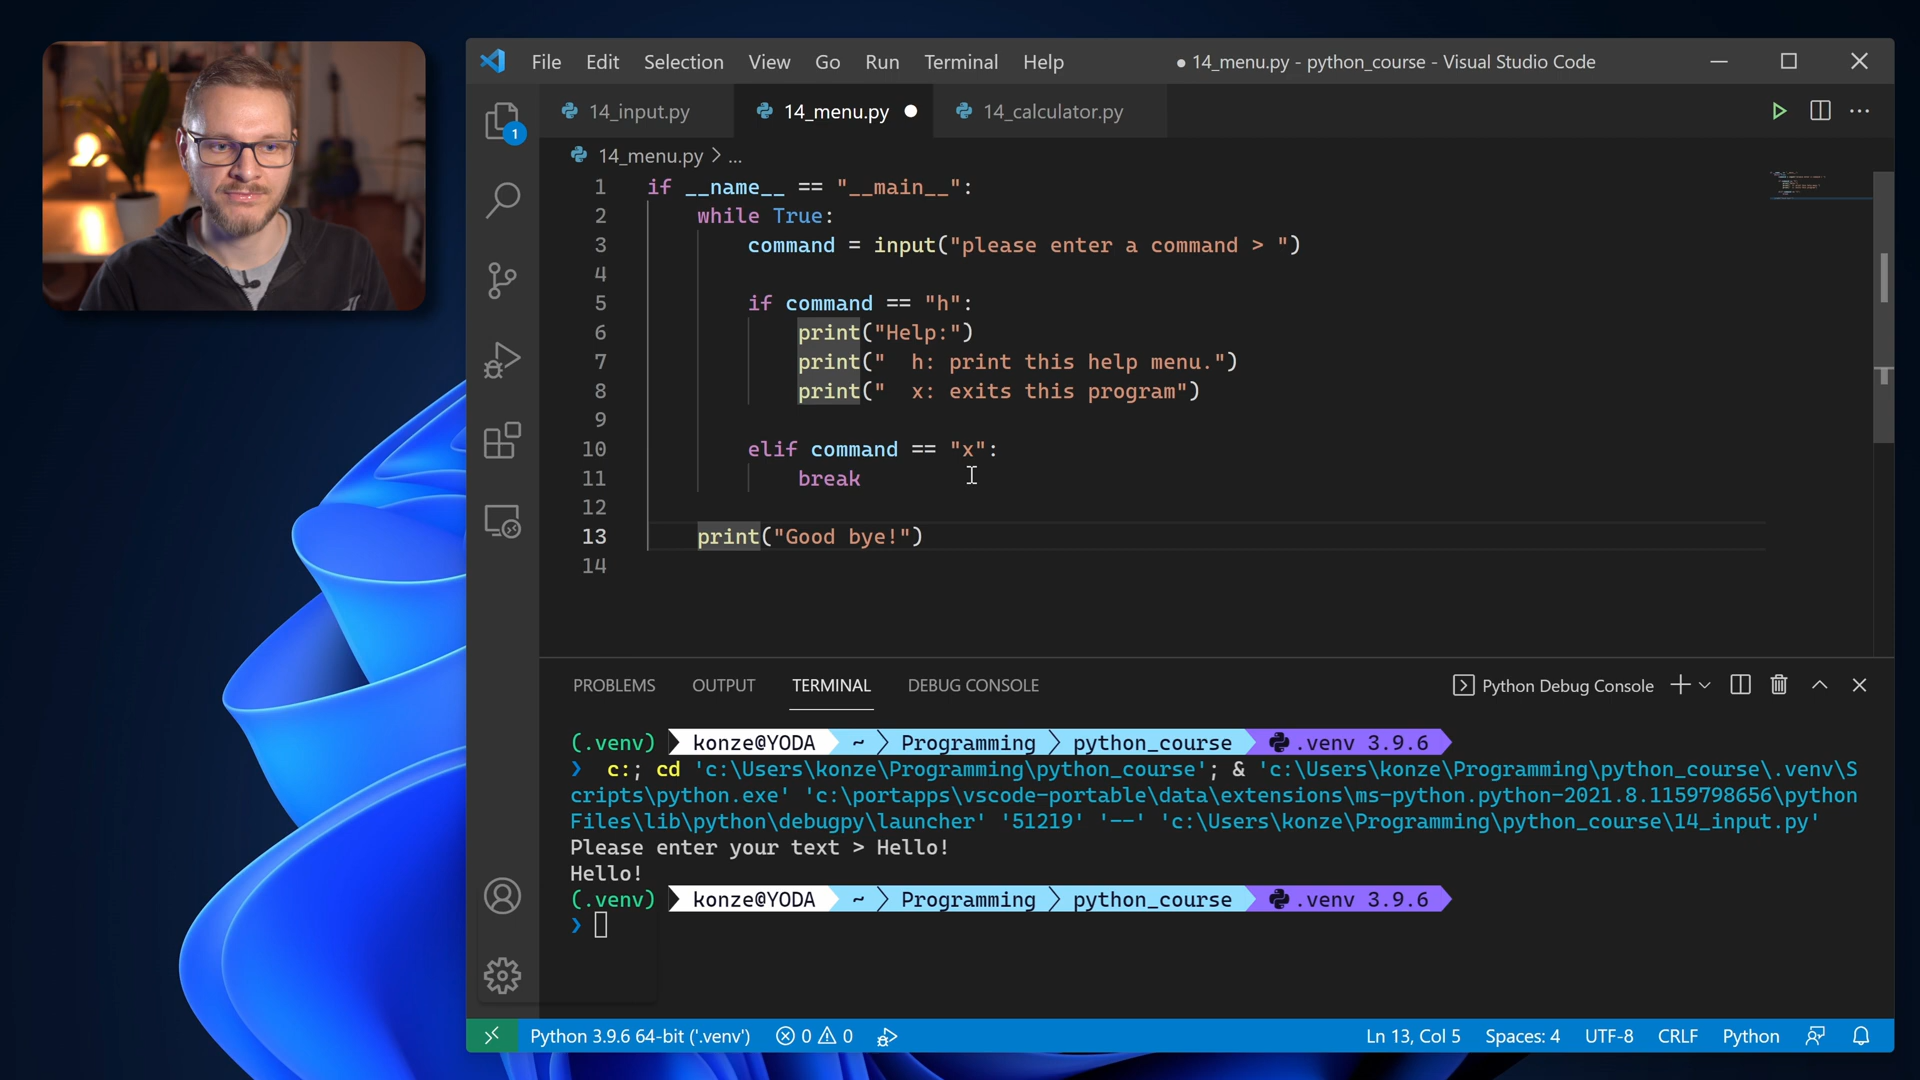 File Edit Selection View Go Run Terminal Help
● 14_menu.py - python_course - Visual Studio Code
14_input.py
14_menu.py
14_calculator.py
1
14_menu.py > ...
1 if __name__ == "__main__":
2 while True:
3 command = input("please enter a command > ")
4
5 if command == "h":
6 print("Help:")
7 print("  h: print this help menu.")
8 print("  x: exits this program")
9
10 elif command == "x":
11 break
12
13 print("Good bye!")
14
PROBLEMS OUTPUT TERMINAL DEBUG CONSOLE
Python Debug Console
(.venv) konze@YODA ~ Programming python_course .venv 3.9.6
❯ c:; cd 'c:\Users\konze\Programming\python_course'; & 'c:\Users\konze\Programming\python_course\.venv\S
cripts\python.exe' 'c:\portapps\vscode-portable\data\extensions\ms-python.python-2021.8.1159798656\python
Files\lib\python\debugpy\launcher' '51219' '--' 'c:\Users\konze\Programming\python_course\14_input.py'
Please enter your text > Hello!
Hello!
(.venv) konze@YODA ~ Programming python_course .venv 3.9.6
❯
Python 3.9.6 64-bit ('.venv') 0 0
Ln 13, Col 5 Spaces: 4 UTF-8 CRLF Python